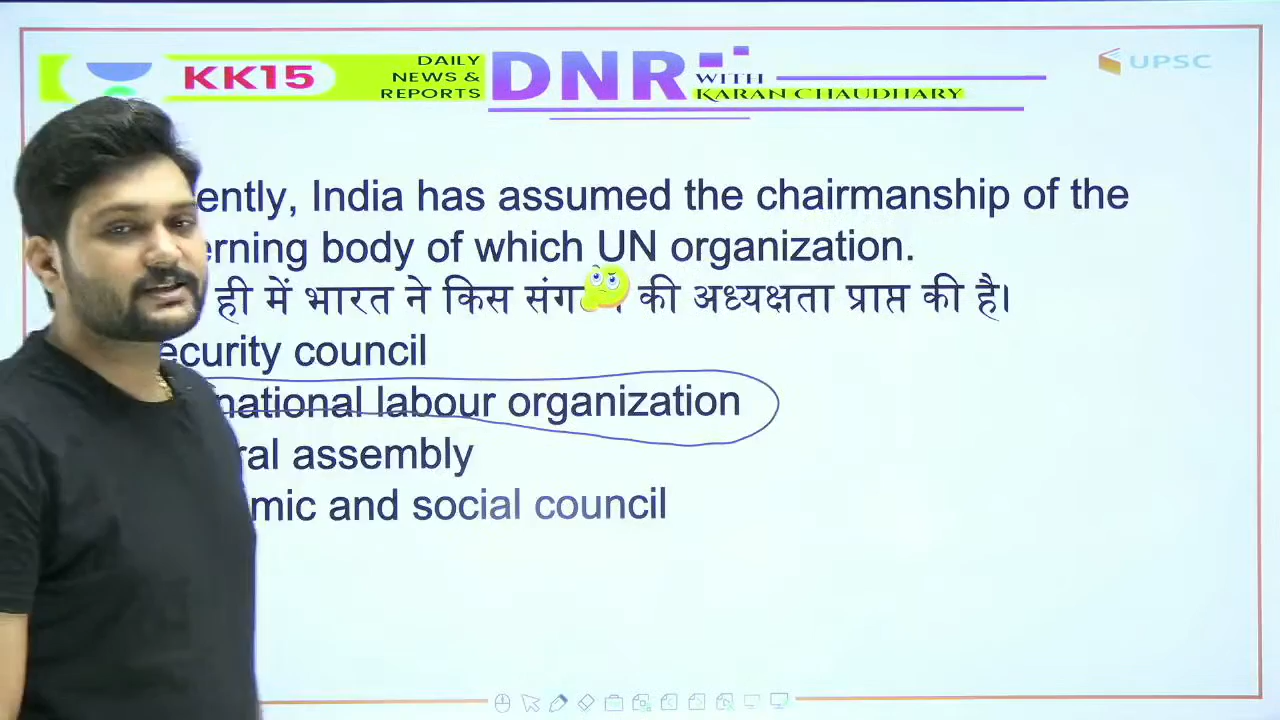 KK15
DAILY
NEWS &
REPORTS
DNR
WITH
KARAN CHAUDHARY
UPSC
ently, India has assumed the chairmanship of the
erning body of which UN organization.
ही में भारत ने किस की अध्यक्षता प्राप्त की है।
ecurity council
national labour organization
ral assembly
mic and social council